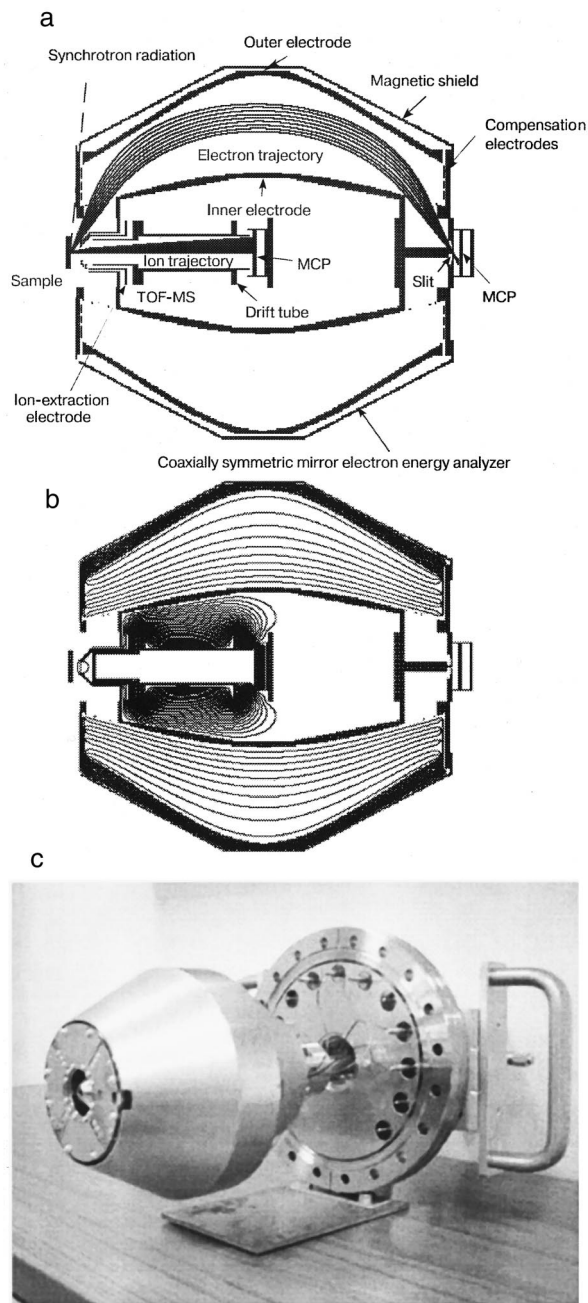 a
Synchrotron radiation
Outer electrode
Magnetic shield
Compensation
electrodes
Electron trajectory
Inner electrode
Ion trajectory
MCP
Slit
MCP
Sample
TOF-MS
Drift tube
Ion-extraction
electrode
Coaxially symmetric mirror electron energy analyzer
b
c